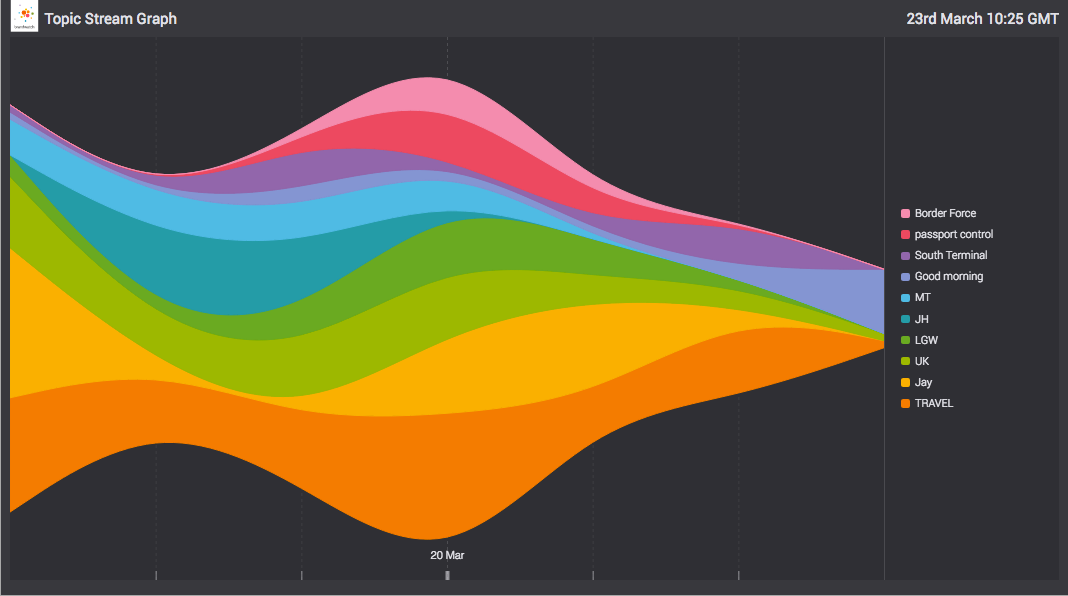 Topic Stream Graph
23rd March 10:25 GMT
Border Force
passport control
South Terminal
Good morning
MT
JH
LGW
UK
Jay
TRAVEL
20 Mar